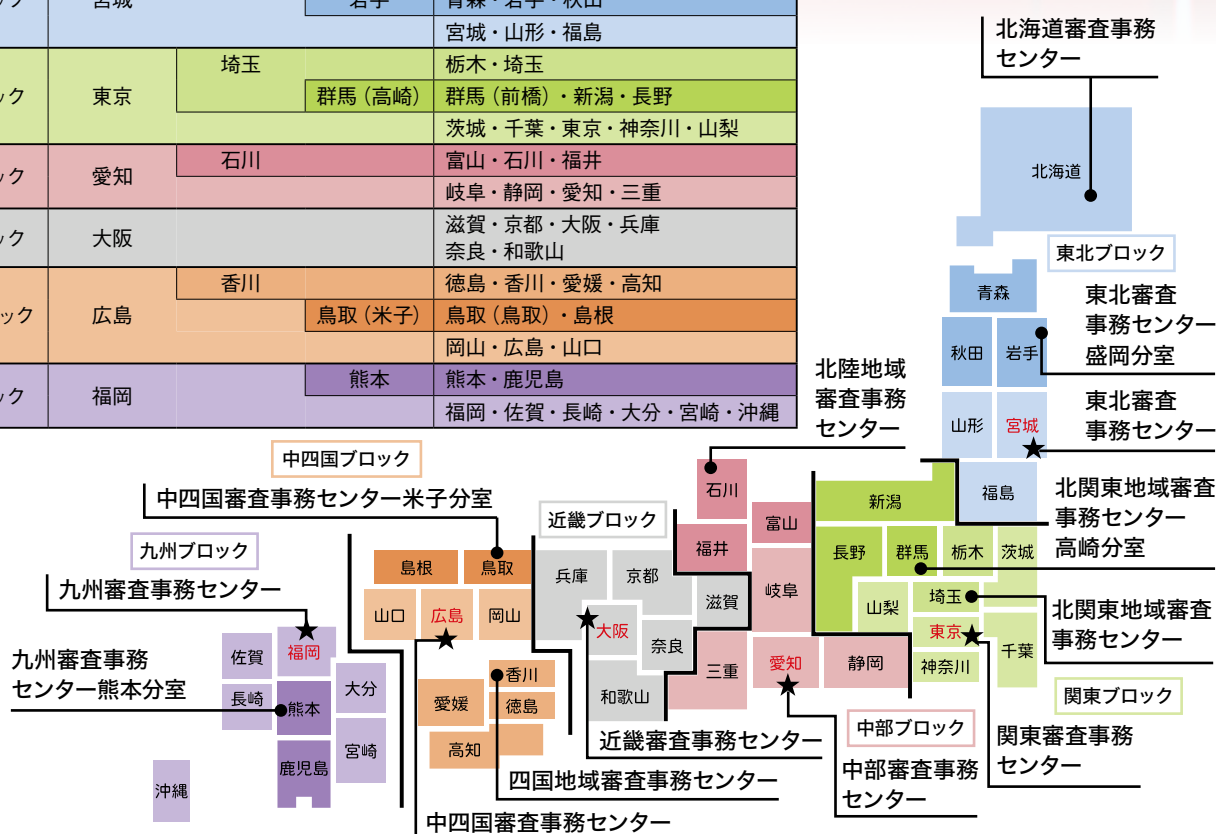 ック 宮城 岩手 青森・岩手・秋田
宮城・山形・福島
ック 東京 埼玉 栃木・埼玉
群馬（高崎） 群馬（前橋）・新潟・長野
茨城・千葉・東京・神奈川・山梨
ック 愛知 石川 富山・石川・福井
岐阜・静岡・愛知・三重
ック 大阪 滋賀・京都・大阪・兵庫
奈良・和歌山
ック 広島 香川 徳島・香川・愛媛・高知
鳥取（米子） 鳥取（鳥取）・島根
岡山・広島・山口
ック 福岡 熊本 熊本・鹿児島
福岡・佐賀・長崎・大分・宮崎・沖縄
北海道審査事務
センター
北海道
東北ブロック
青森
東北審査
事務センター
盛岡分室
秋田
岩手
東北審査
事務センター
山形
宮城
福島
北陸地域
審査事務
センター
石川
富山
福井
岐阜
愛知
静岡
三重
中部ブロック
中部審査事務
センター
北関東地域審査
事務センター
高崎分室
新潟
長野
群馬
栃木
茨城
山梨
埼玉
東京
千葉
神奈川
北関東地域審査
事務センター
関東ブロック
関東審査事務
センター
近畿ブロック
兵庫
京都
滋賀
大阪
奈良
和歌山
近畿審査事務センター
中四国ブロック
中四国審査事務センター米子分室
島根
鳥取
山口
広島
岡山
香川
愛媛
徳島
高知
四国地域審査事務センター
中四国審査事務センター
九州ブロック
九州審査事務センター
福岡
佐賀
長崎
大分
熊本
宮崎
鹿児島
沖縄
九州審査事務
センター熊本分室